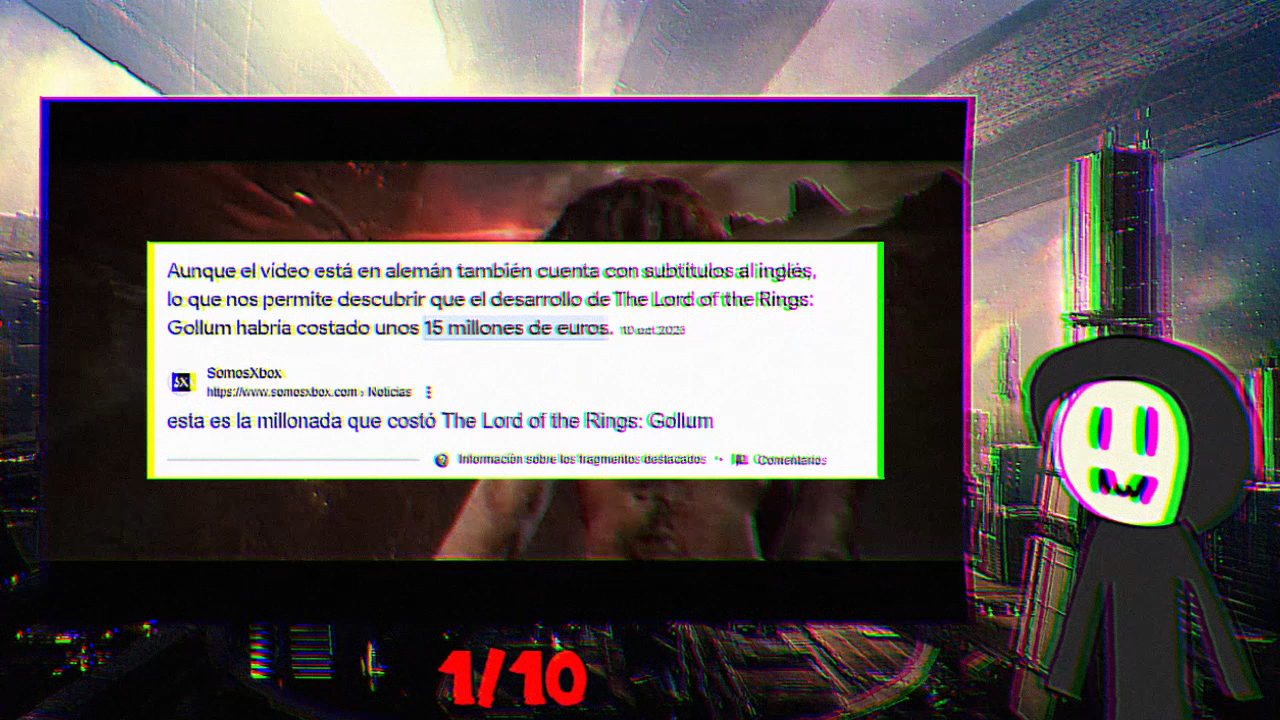 Aunque el vídeo está en alemán también cuenta con subtítulos al inglés,
lo que nos permite descubrir que el desarrollo de The Lord of the Rings:
Gollum habría costado unos 15 millones de euros. 10 oct 2023
SX
SomosXbox
https://www.somosxbox.com › Noticias
esta es la millonada que costó The Lord of the Rings: Gollum
Información sobre los fragmentos destacados • Comentarios
1/10